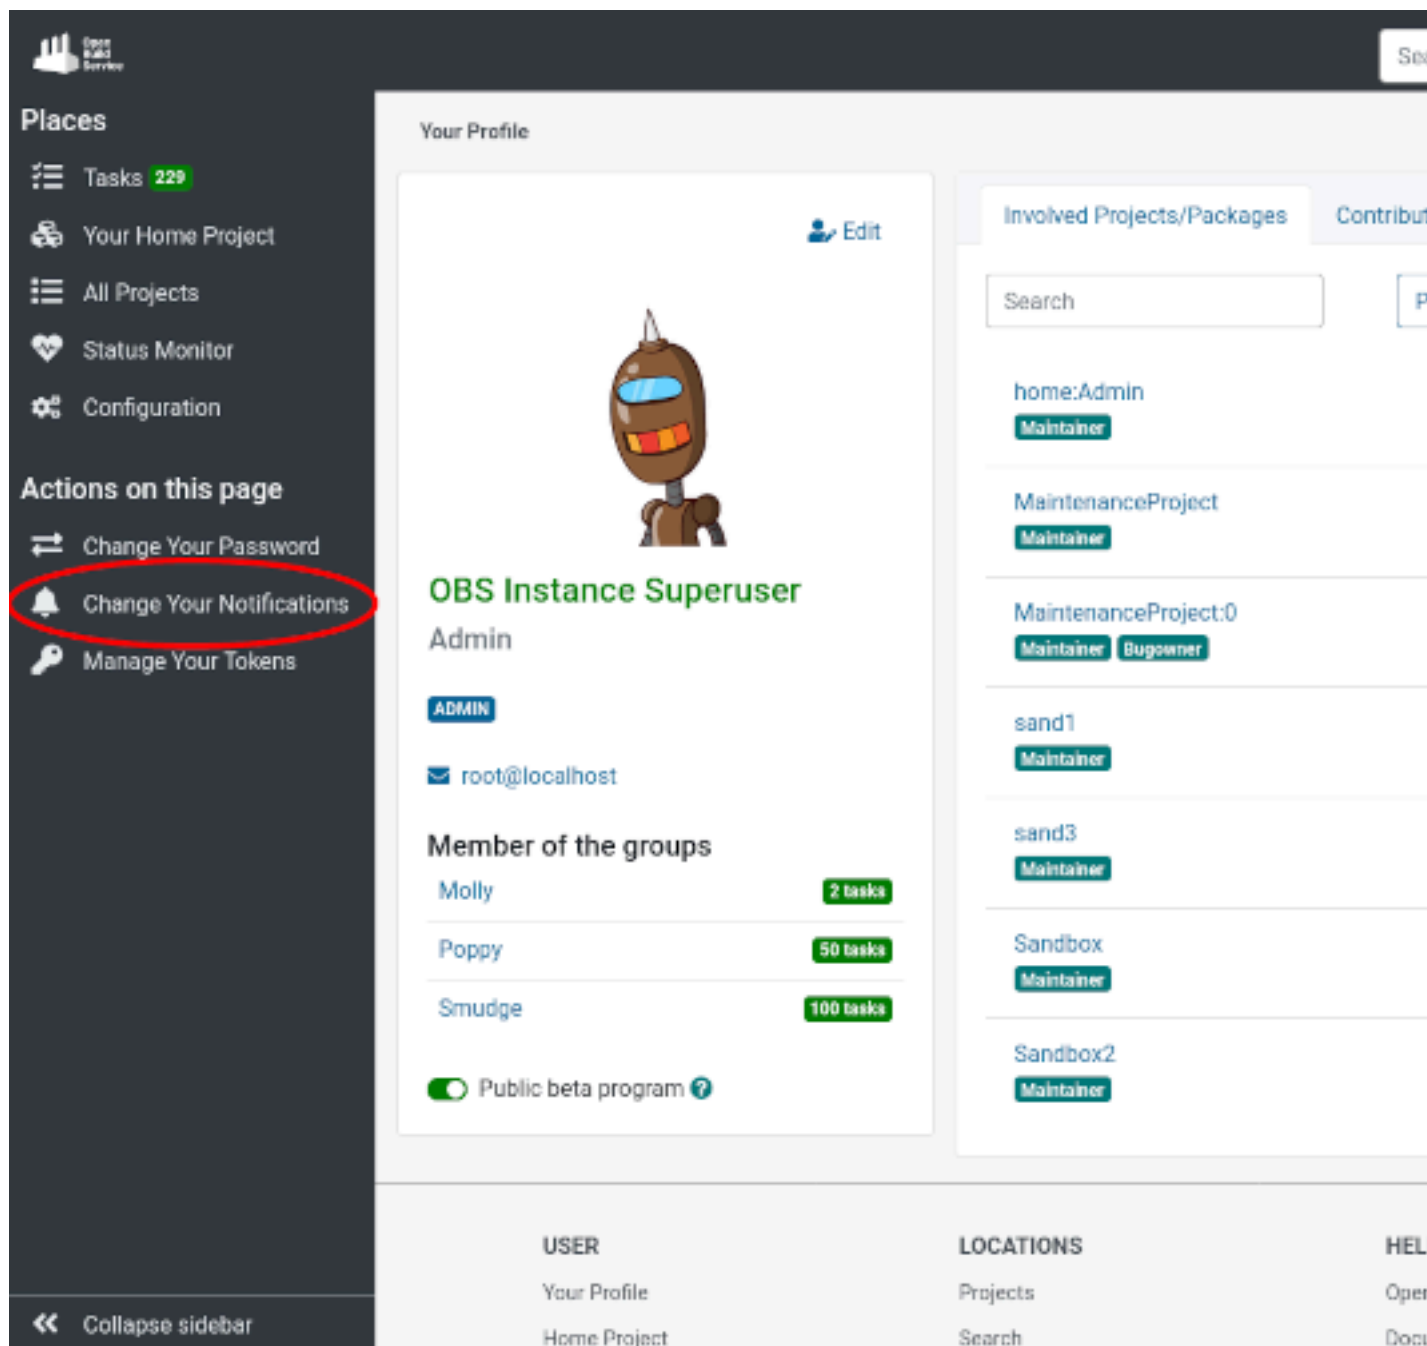 Open
Build
Service
Places
Tasks 229
Your Home Project
All Projects
Status Monitor
Configuration
Actions on this page
Change Your Password
Change Your Notifications
Manage Your Tokens
Collapse sidebar
Your Profile
Edit
OBS Instance Superuser
Admin
ADMIN
root@localhost
Member of the groups
Molly 2 tasks
Poppy 50 tasks
Smudge 100 tasks
Public beta program
Involved Projects/Packages
Search
home:Admin
Maintainer
MaintenanceProject
Maintainer
MaintenanceProject:0
Maintainer Bugowner
sand1
Maintainer
sand3
Maintainer
Sandbox
Maintainer
Sandbox2
Maintainer
USER
Your Profile
Home Project
LOCATIONS
Projects
Search